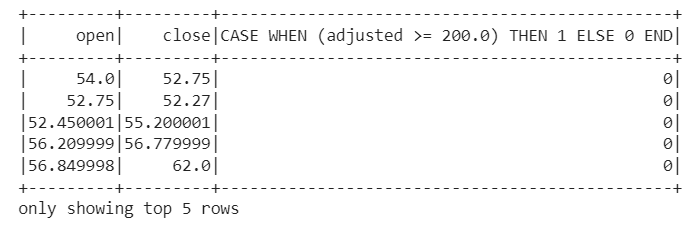 +---------+---------+-------------------------------------------+
|     open|    close|CASE WHEN (adjusted >= 200.0) THEN 1 ELSE 0 END|
+---------+---------+-------------------------------------------+
|     54.0|    52.75|                                              0|
|    52.75|    52.27|                                              0|
|52.450001|55.200001|                                              0|
|56.209999|56.779999|                                              0|
|56.849998|     62.0|                                              0|
+---------+---------+-------------------------------------------+
only showing top 5 rows